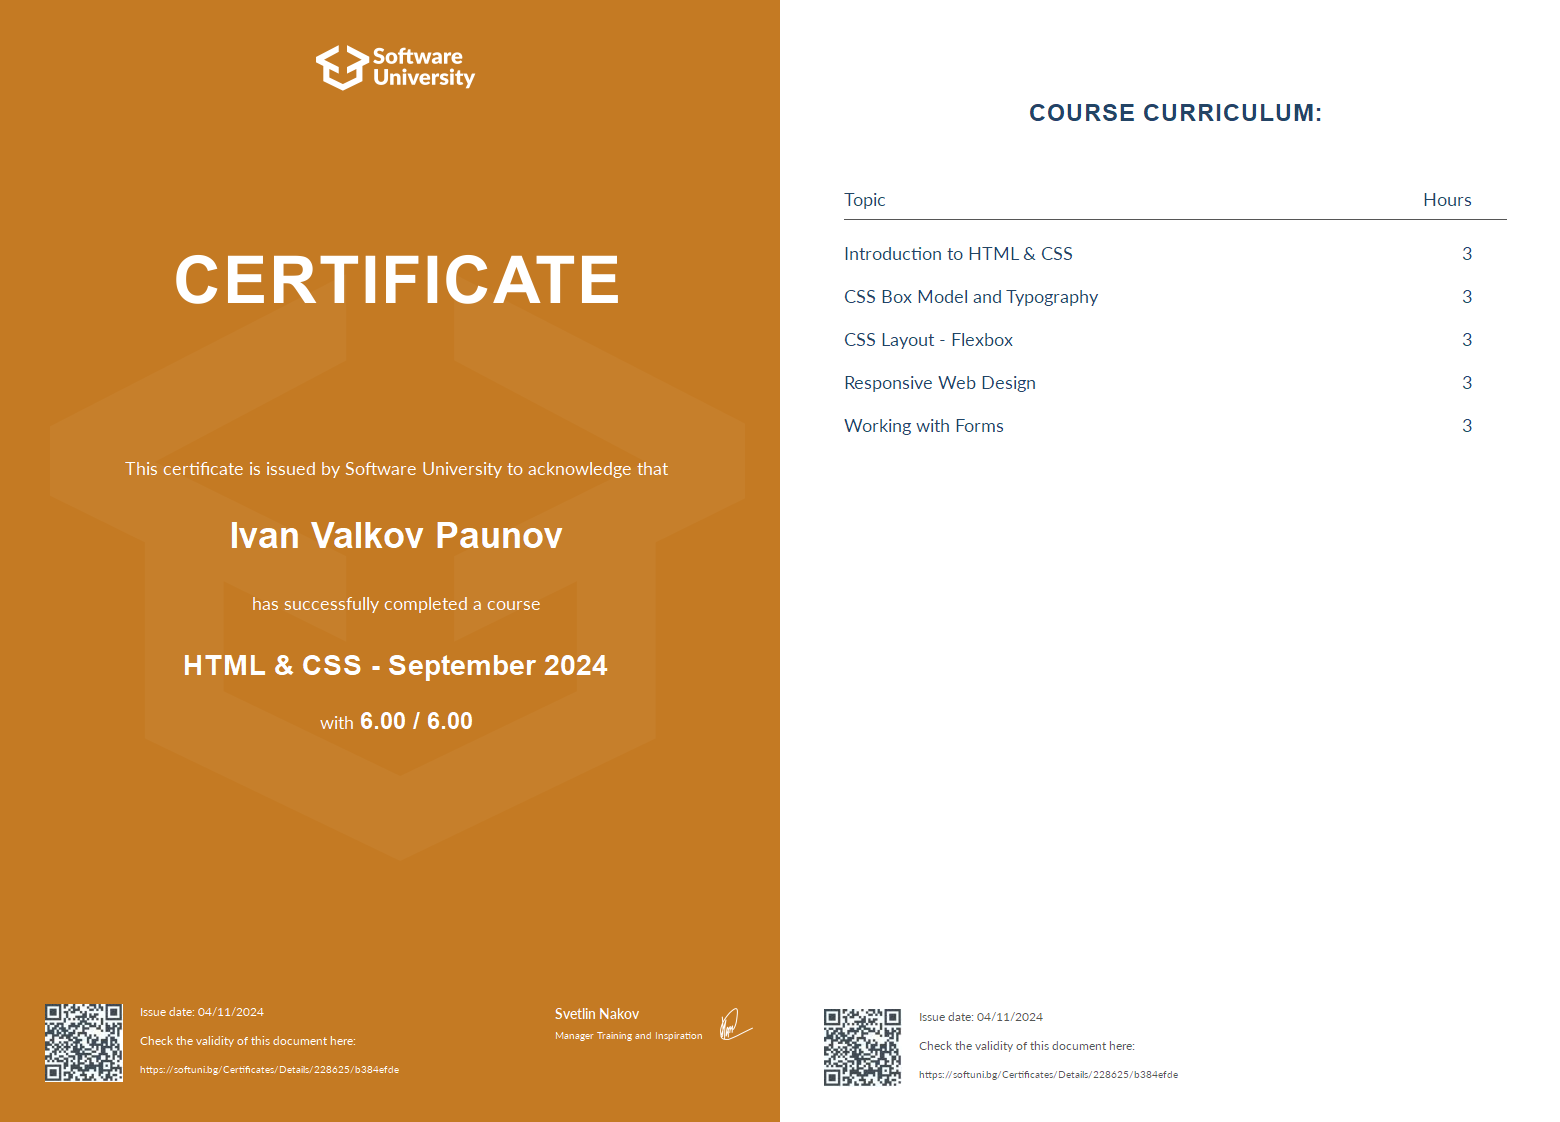 Software
University
CERTIFICATE
This certificate is issued by Software University to acknowledge that
Ivan Valkov Paunov
has successfully completed a course
HTML & CSS - September 2024
with 6.00 / 6.00
Issue date: 04/11/2024
Check the validity of this document here:
https://softuni.bg/Certificates/Details/228625/b384efde
Svetlin Nakov
Manager Training and Inspiration
COURSE CURRICULUM:
Topic Hours
Introduction to HTML & CSS 3
CSS Box Model and Typography 3
CSS Layout - Flexbox 3
Responsive Web Design 3
Working with Forms 3
Issue date: 04/11/2024
Check the validity of this document here:
https://softuni.bg/Certificates/Details/228625/b384efde